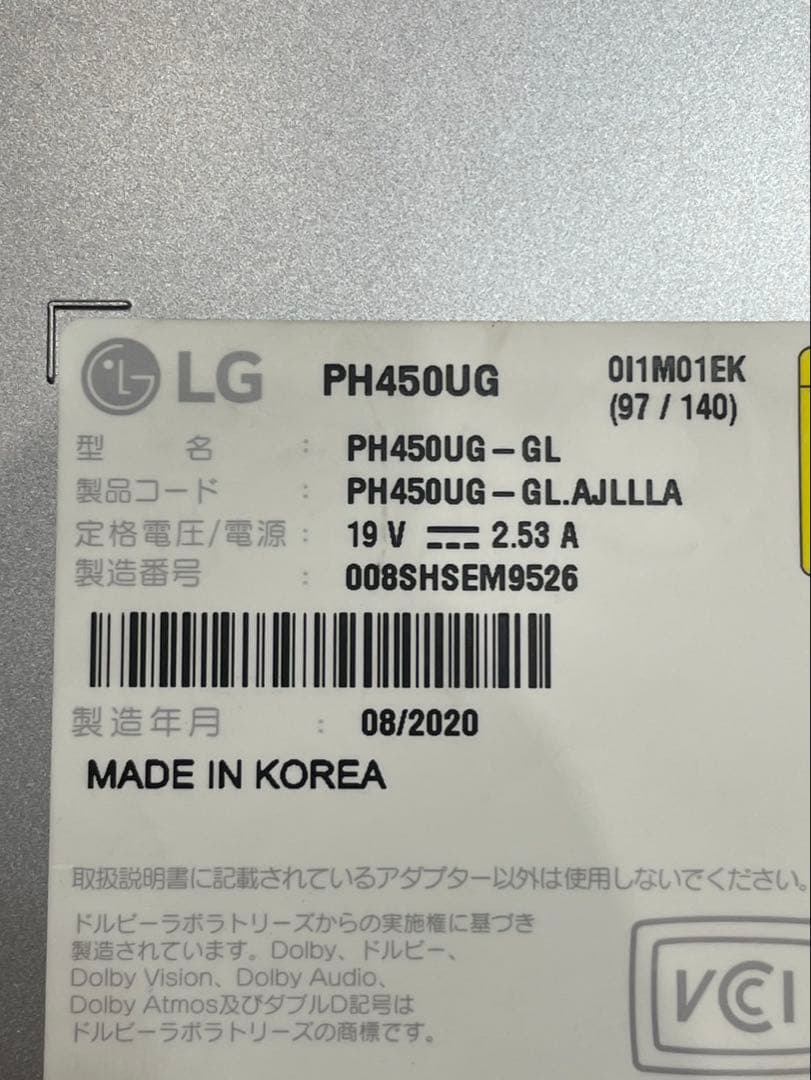 LG PH450UG 0I1M01EK
(97 / 140)
型名 : PH450UG-GL
製品コード : PH450UG-GL.AJLLLA
定格電圧/電源 : 19 V ⎓ 2.53 A
製造番号 : 008SHSEM9526
製造年月 : 08/2020
MADE IN KOREA
取扱説明書に記載されているアダプター以外は使用しないでください。
ドルビーラボラトリーズからの実施権に基づき
製造されています。Dolby、ドルビー、
Dolby Vision、Dolby Audio、
Dolby Atmos及びダブルD記号は
ドルビーラボラトリーズの商標です。
VCI